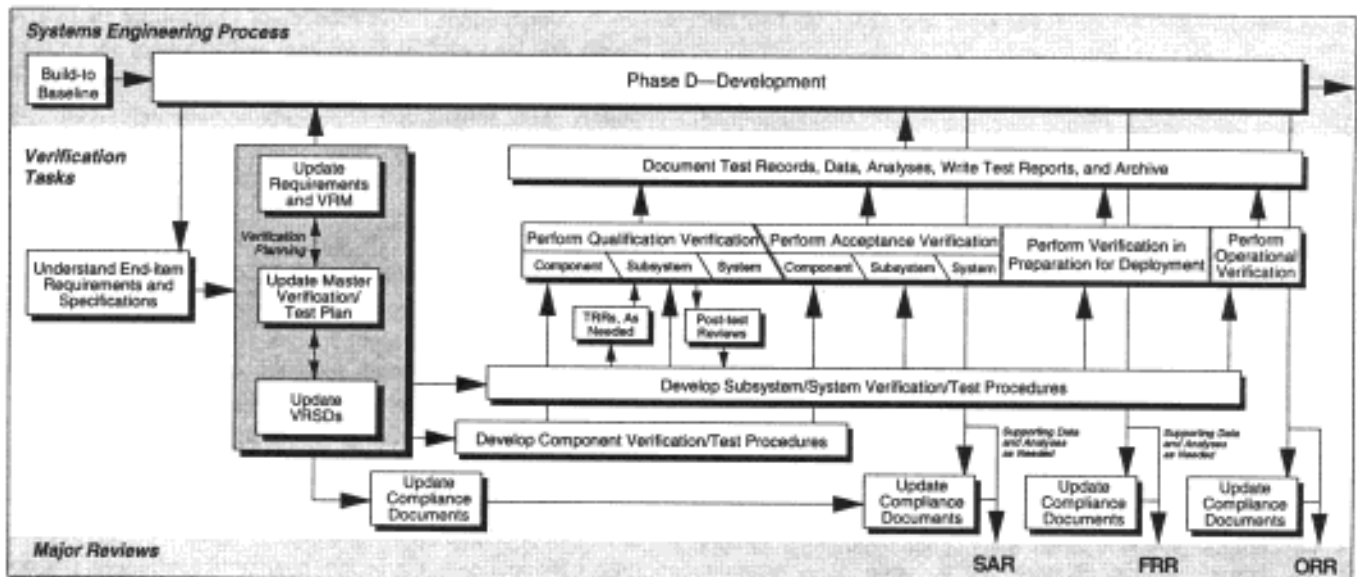 Systems Engineering Process
Build-to
Baseline
Phase D—Development
Verification
Tasks
Update
Requirements
and VRM
Document Test Records, Data, Analyses, Write Test Reports, and Archive
Verification
Planning
Perform Qualification Verification
Perform Acceptance Verification
Perform Verification in
Preparation for Deployment
Perform
Operational
Verification
Component
Subsystem
System
Component
Subsystem
System
Understand End-Item
Requirements and
Specifications
Update Master
Verification/
Test Plan
TRRs, As
Needed
Post-test
Reviews
Develop Subsystem/System Verification/Test Procedures
Update
VRSDs
Develop Component Verification/Test Procedures
Supporting Data
and Analyses
as Needed
Supporting Data
and Analyses
as Needed
Update
Compliance
Documents
Update
Compliance
Documents
Update
Compliance
Documents
Update
Compliance
Documents
Major Reviews
SAR
FRR
ORR